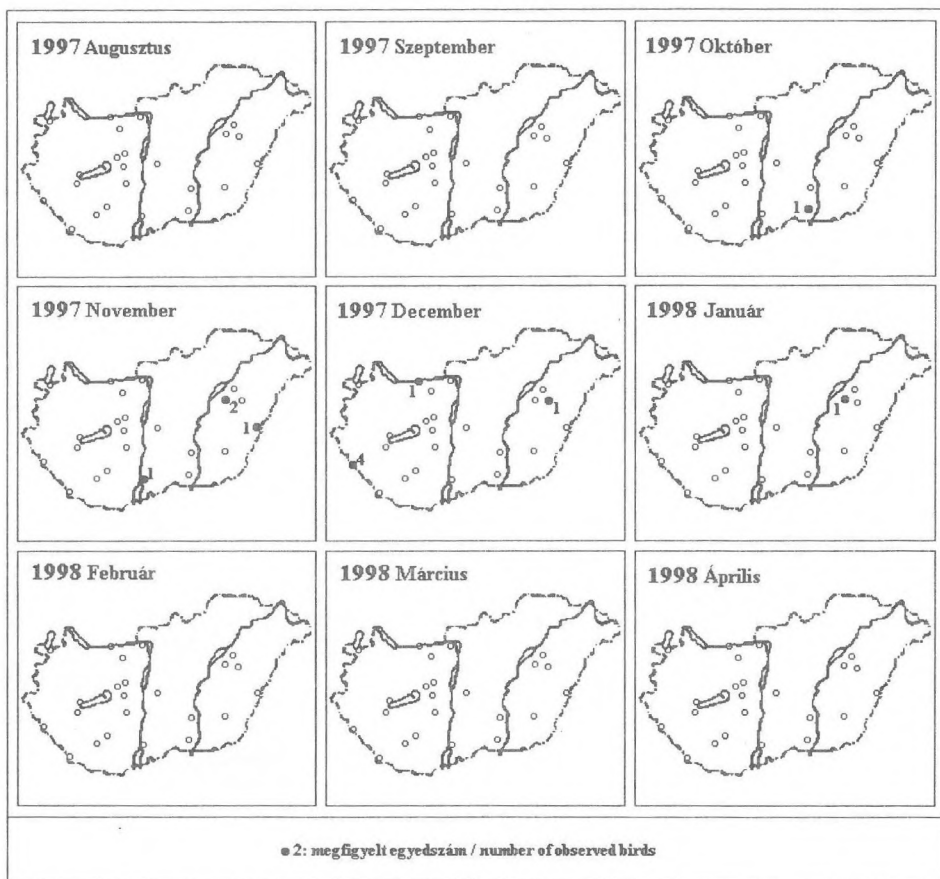 1997 Augusztus
1997 Szeptember
1997 Október
1
1997 November
2
1
1
1997 December
1
1
4
1998 Január
1
1998 Február
1998 Március
1998 Április
2: megfigyelt egyedszám / number of observed birds